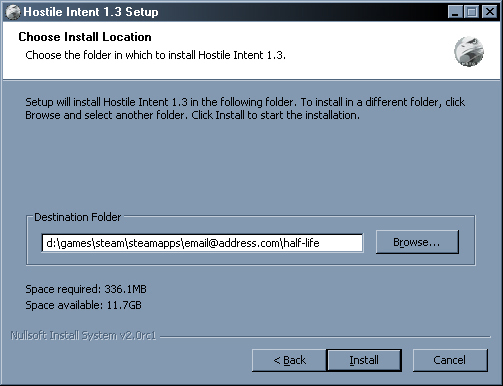 Hostile Intent 1.3 Setup
Choose Install Location
Choose the folder in which to install Hostile Intent 1.3.
Setup will install Hostile Intent 1.3 in the following folder. To install in a different folder, click
Browse and select another folder. Click Install to start the installation.
Destination Folder
d:\games\steam\steamapps\email@address.com\half-life
Browse...
Space required: 336.1MB
Space available: 11.7GB
Nullsoft Install System v2.0rc1
< Back
Install
Cancel